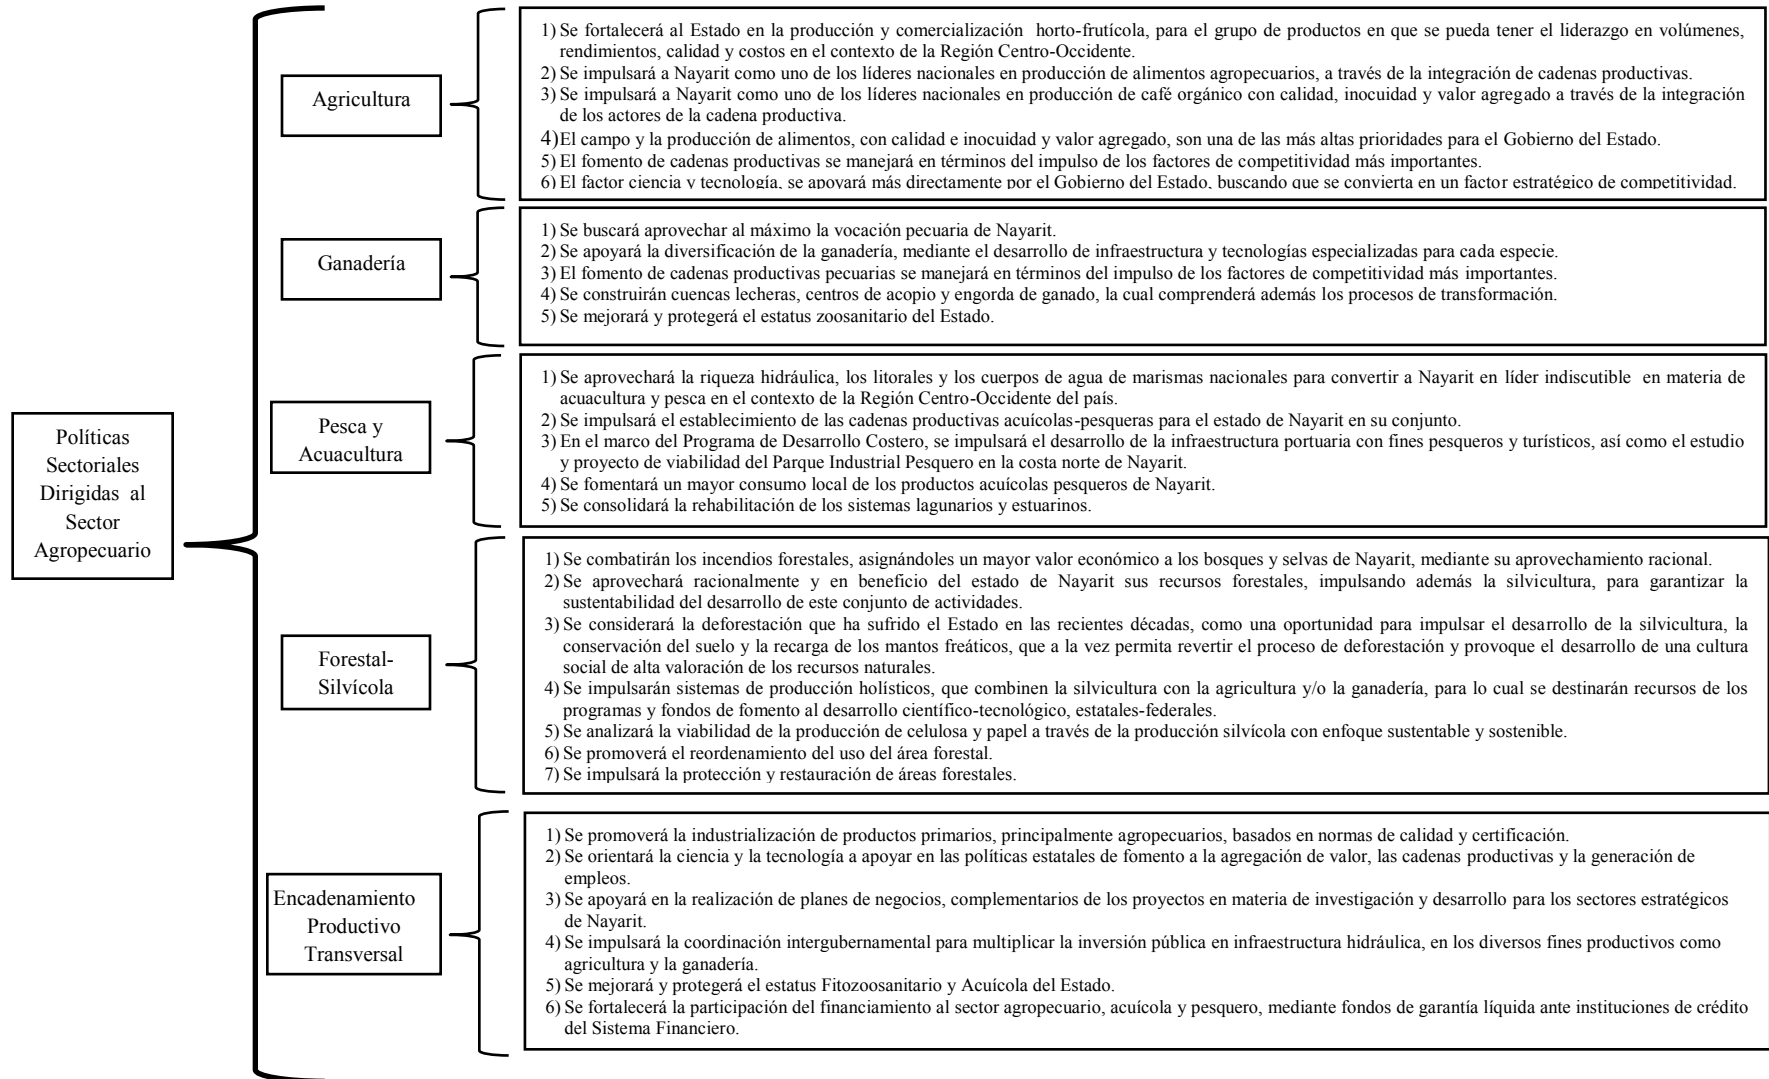 Políticas
Sectoriales
Dirigidas al
Sector
Agropecuario
Agricultura
1) Se fortalecerá al Estado en la producción y comercialización horto-frutícola, para el grupo de productos en que se pueda tener el liderazgo en volúmenes,
rendimientos, calidad y costos en el contexto de la Región Centro-Occidente.
2) Se impulsará a Nayarit como uno de los líderes nacionales en producción de alimentos agropecuarios, a través de la integración de cadenas productivas.
3) Se impulsará a Nayarit como uno de los líderes nacionales en producción de café orgánico con calidad, inocuidad y valor agregado a través de la integración
de los actores de la cadena productiva.
4) El campo y la producción de alimentos, con calidad e inocuidad y valor agregado, son una de las más altas prioridades para el Gobierno del Estado.
5) El fomento de cadenas productivas se manejará en términos del impulso de los factores de competitividad más importantes.
6) El factor ciencia y tecnología, se apoyará más directamente por el Gobierno del Estado, buscando que se convierta en un factor estratégico de competitividad.
Ganadería
1) Se buscará aprovechar al máximo la vocación pecuaria de Nayarit.
2) Se apoyará la diversificación de la ganadería, mediante el desarrollo de infraestructura y tecnologías especializadas para cada especie.
3) El fomento de cadenas productivas pecuarias se manejará en términos del impulso de los factores de competitividad más importantes.
4) Se construirán cuencas lecheras, centros de acopio y engorda de ganado, la cual comprenderá además los procesos de transformación.
5) Se mejorará y protegerá el estatus zoosanitario del Estado.
Pesca y
Acuacultura
1) Se aprovechará la riqueza hidráulica, los litorales y los cuerpos de agua de marismas nacionales para convertir a Nayarit en líder indiscutible en materia de
acuacultura y pesca en el contexto de la Región Centro-Occidente del país.
2) Se impulsará el establecimiento de las cadenas productivas acuícolas-pesqueras para el estado de Nayarit en su conjunto.
3) En el marco del Programa de Desarrollo Costero, se impulsará el desarrollo de la infraestructura portuaria con fines pesqueros y turísticos, así como el estudio
y proyecto de viabilidad del Parque Industrial Pesquero en la costa norte de Nayarit.
4) Se fomentará un mayor consumo local de los productos acuícolas pesqueros de Nayarit.
5) Se consolidará la rehabilitación de los sistemas lagunarios y estuarinos.
Forestal-
Silvícola
1) Se combatirán los incendios forestales, asignándoles un mayor valor económico a los bosques y selvas de Nayarit, mediante su aprovechamiento racional.
2) Se aprovechará racionalmente y en beneficio del estado de Nayarit sus recursos forestales, impulsando además la silvicultura, para garantizar la
sustentabilidad del desarrollo de este conjunto de actividades.
3) Se considerará la deforestación que ha sufrido el Estado en las recientes décadas, como una oportunidad para impulsar el desarrollo de la silvicultura, la
conservación del suelo y la recarga de los mantos freáticos, que a la vez permita revertir el proceso de deforestación y provoque el desarrollo de una cultura
social de alta valoración de los recursos naturales.
4) Se impulsarán sistemas de producción holísticos, que combinen la silvicultura con la agricultura y/o la ganadería, para lo cual se destinarán recursos de los
programas y fondos de fomento al desarrollo científico-tecnológico, estatales-federales.
5) Se analizará la viabilidad de la producción de celulosa y papel a través de la producción silvícola con enfoque sustentable y sostenible.
6) Se promoverá el reordenamiento del uso del área forestal.
7) Se impulsará la protección y restauración de áreas forestales.
Encadenamiento
Productivo
Transversal
1) Se promoverá la industrialización de productos primarios, principalmente agropecuarios, basados en normas de calidad y certificación.
2) Se orientará la ciencia y la tecnología a apoyar en las políticas estatales de fomento a la agregación de valor, las cadenas productivas y la generación de
empleos.
3) Se apoyará en la realización de planes de negocios, complementarios de los proyectos en materia de investigación y desarrollo para los sectores estratégicos
de Nayarit.
4) Se impulsará la coordinación intergubernamental para multiplicar la inversión pública en infraestructura hidráulica, en los diversos fines productivos como
agricultura y la ganadería.
5) Se mejorará y protegerá el estatus Fitozoosanitario y Acuícola del Estado.
6) Se fortalecerá la participación del financiamiento al sector agropecuario, acuícola y pesquero, mediante fondos de garantía líquida ante instituciones de crédito
del Sistema Financiero.